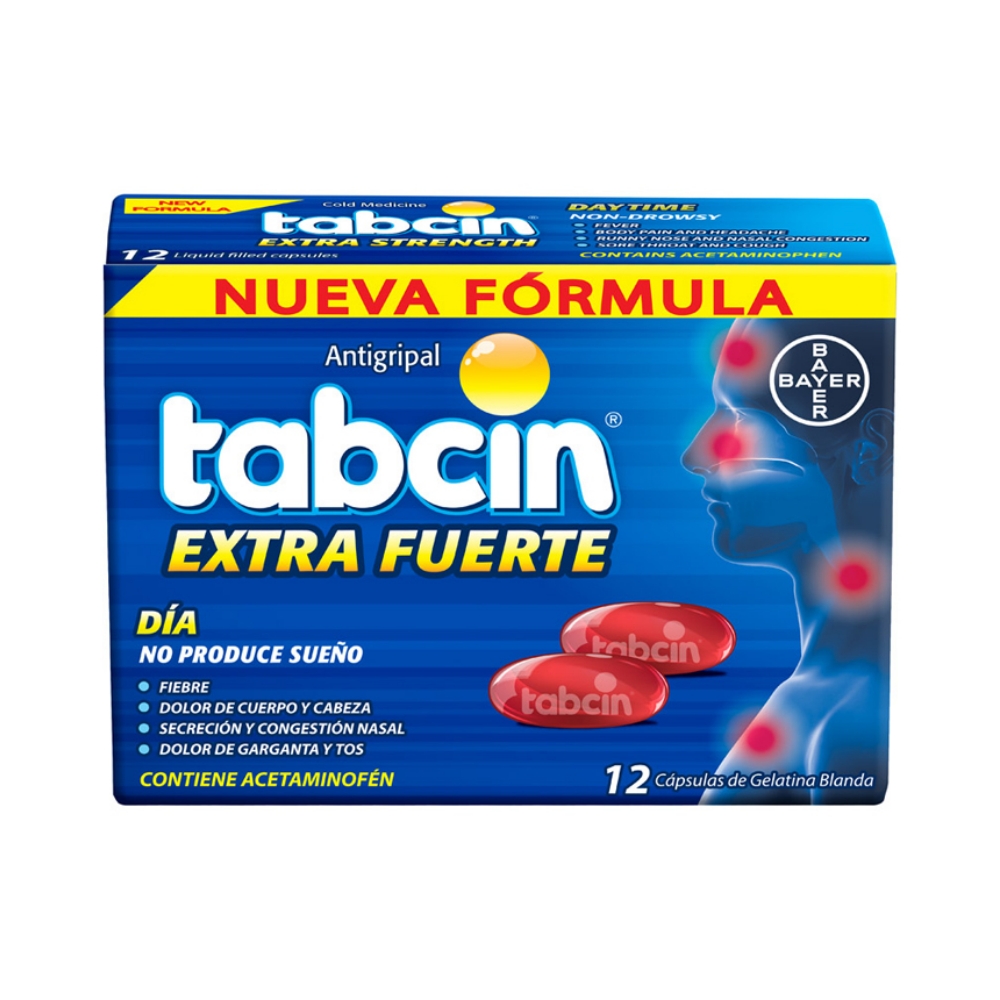 NEW
FORMULA
Cold Medicine
tabcin®
EXTRA STRENGTH
12 Liquid filled capsules
DAYTIME
NON-DROWSY
FEVER
BODY PAIN AND HEADACHE
RUNNY NOSE AND NASAL CONGESTION
SORE THROAT AND COUGH
CONTAINS ACETAMINOPHEN
NUEVA FÓRMULA
Antigripal
tabcin®
EXTRA FUERTE
BAYER
BAYER
DÍA
NO PRODUCE SUEÑO
FIEBRE
DOLOR DE CUERPO Y CABEZA
SECRECIÓN Y CONGESTIÓN NASAL
DOLOR DE GARGANTA Y TOS
CONTIENE ACETAMINOFÉN
tabcin
tabcin
12 Cápsulas de Gelatina Blanda